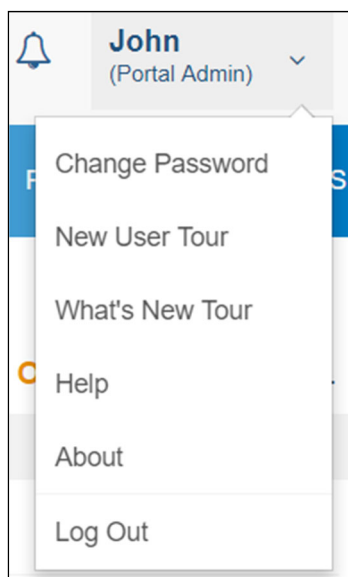 John
(Portal Admin)
Change Password
New User Tour
What's New Tour
Help
About
Log Out